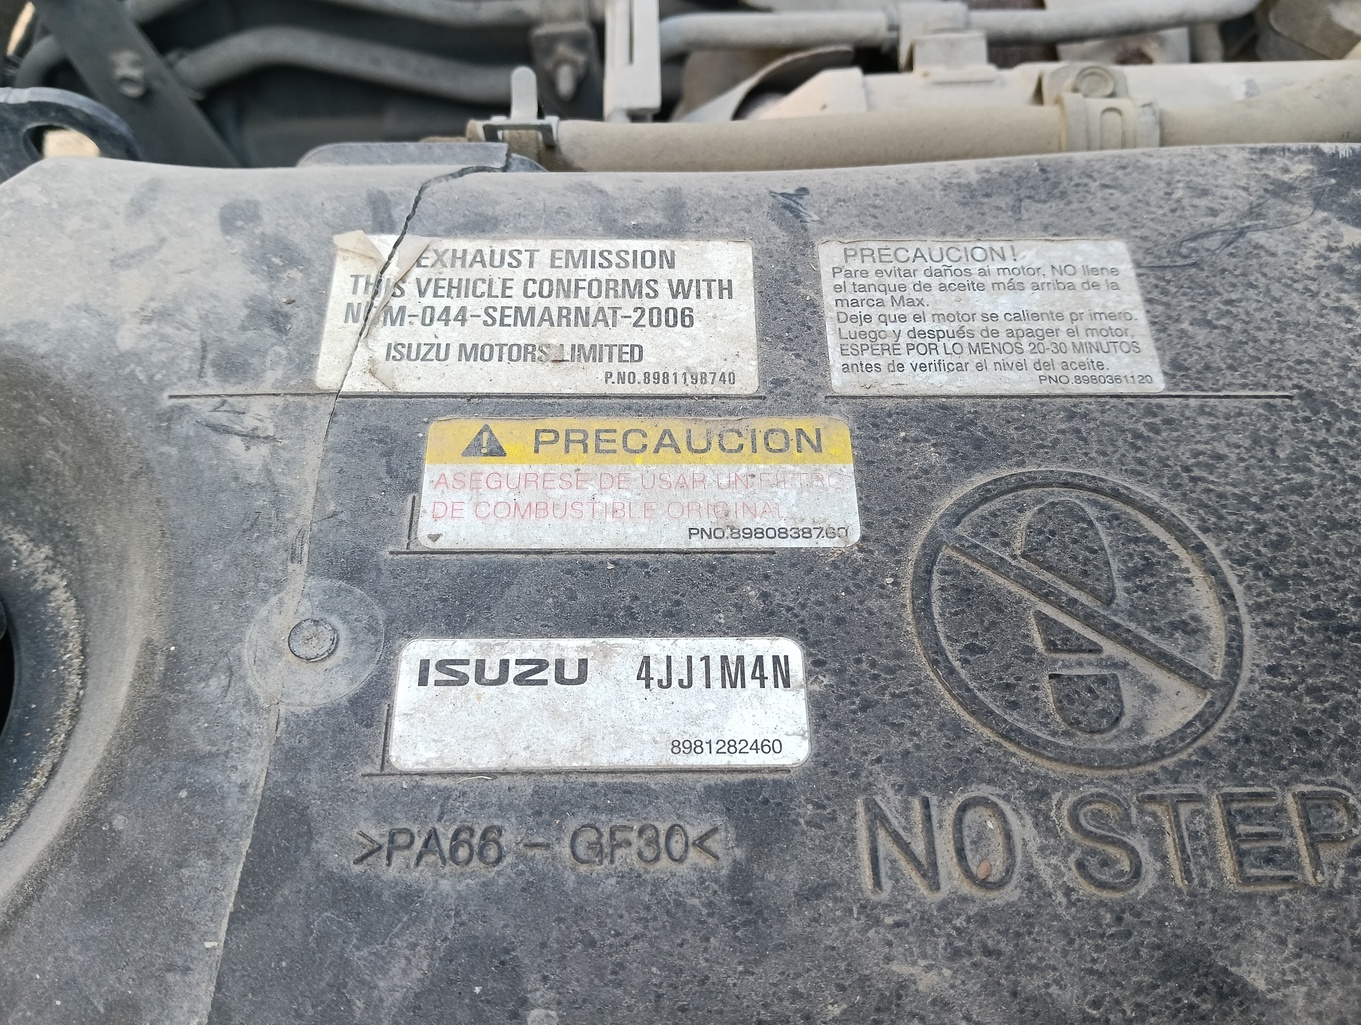 EXHAUST EMISSION
THIS VEHICLE CONFORMS WITH
NOM-044-SEMARNAT-2006
ISUZU MOTORS LIMITED
P.NO.8981198740
PRECAUCION!
Pare evitar daños al motor, NO llene
el tanque de aceite más arriba de la
marca Max.
Deje que el motor se caliente primero.
Luego y después de apager el motor,
ESPERE POR LO MENOS 20-30 MINUTOS
antes de verificar el nivel del aceite.
PNO.8980361120
PRECAUCION
ASEGURESE DE USAR UN FILTRO
DE COMBUSTIBLE ORIGINAL
PNO.8980838760
ISUZU 4JJ1M4N
8981282460
>PA66-GF30<
NO STEP